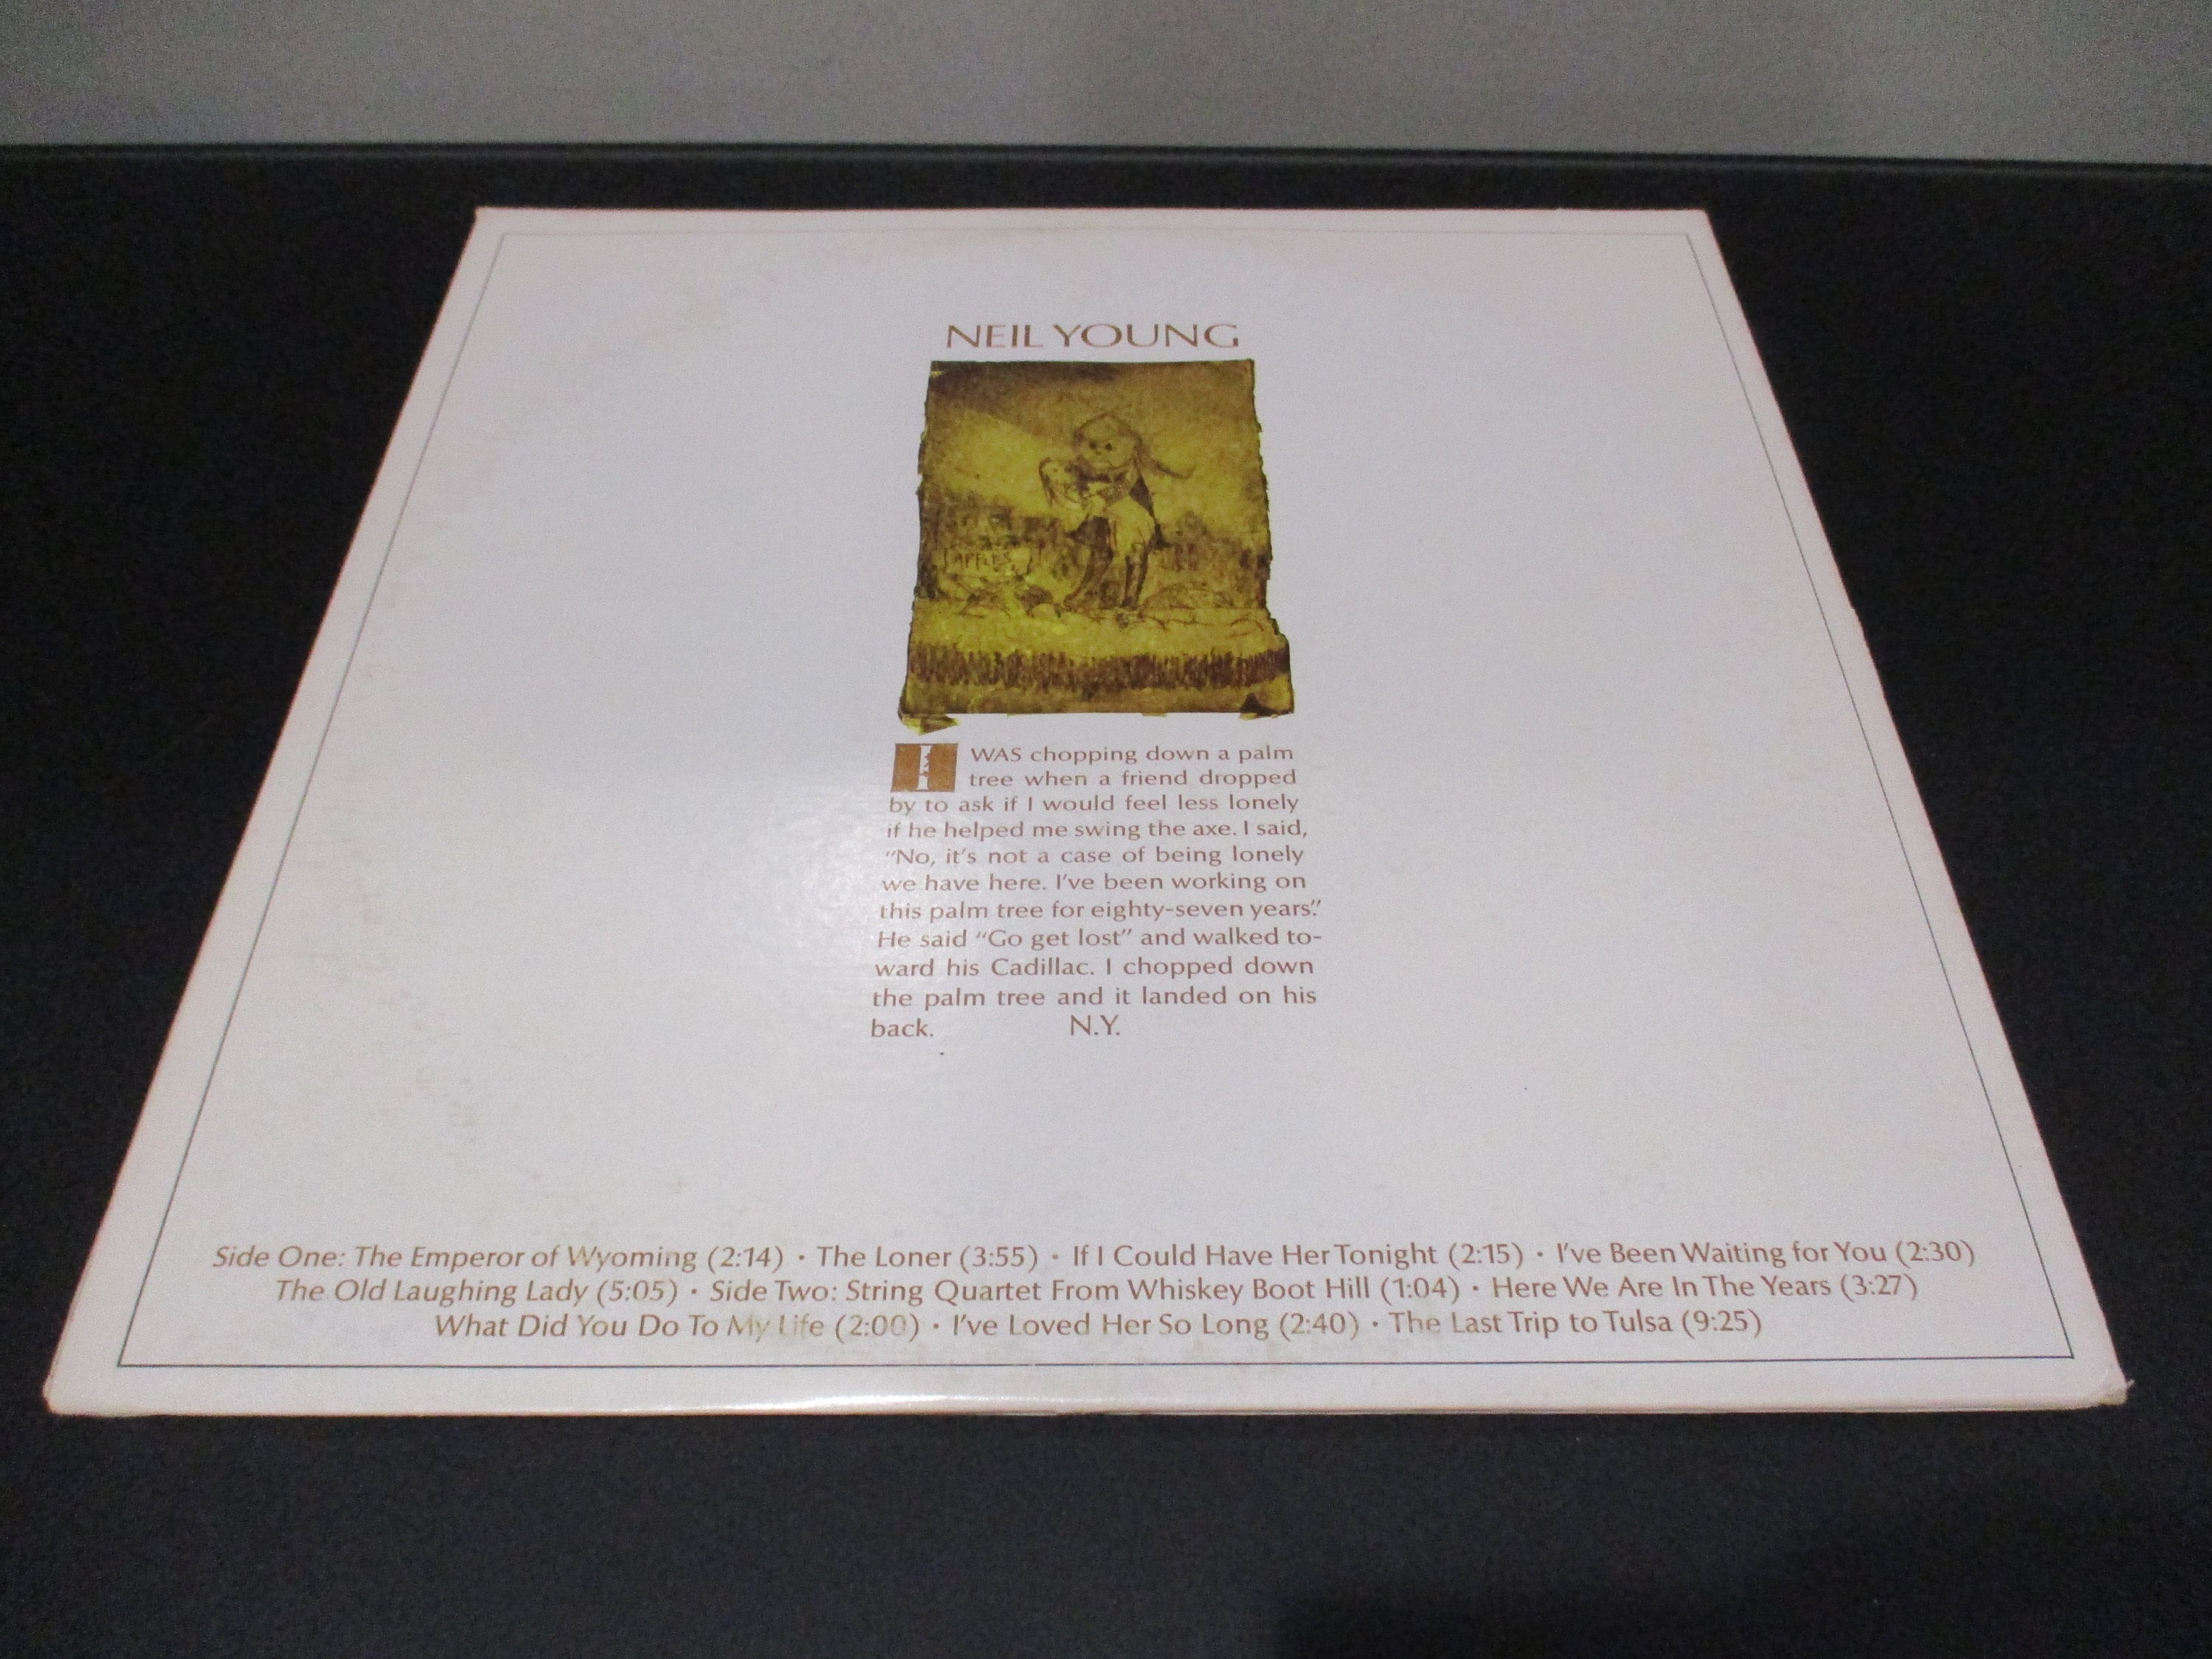 NEIL YOUNG
I WAS chopping down a palm
tree when a friend dropped
by to ask if I would feel less lonely
if he helped me swing the axe. I said,
“No, it's not a case of being lonely
we have here. I've been working on
this palm tree for eighty-seven years.”
He said “Go get lost” and walked to-
ward his Cadillac. I chopped down
the palm tree and it landed on his
back. N.Y.
Side One: The Emperor of Wyoming (2:14) • The Loner (3:55) • If I Could Have Her Tonight (2:15) • I've Been Waiting for You (2:30)
The Old Laughing Lady (5:05) • Side Two: String Quartet From Whiskey Boot Hill (1:04) • Here We Are In The Years (3:27)
What Did You Do To My Life (2:00) • I've Loved Her So Long (2:40) • The Last Trip to Tulsa (9:25)